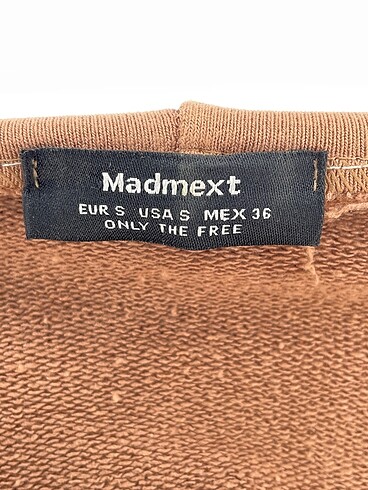 Madmext
EUR S USA S MEX 36
ONLY THE FREE